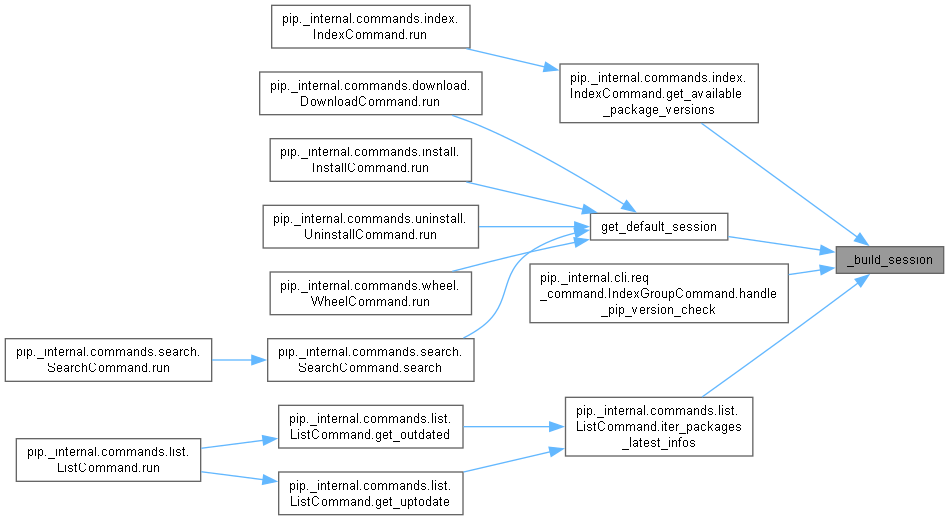 pip._internal.commands.index.
IndexCommand.run
pip._internal.commands.index.
IndexCommand.get_available
_package_versions
pip._internal.commands.download.
DownloadCommand.run
pip._internal.commands.install.
InstallCommand.run
pip._internal.commands.uninstall.
UninstallCommand.run
get_default_session
_build_session
pip._internal.commands.wheel.
WheelCommand.run
pip._internal.cli.req
_command.IndexGroupCommand.handle
_pip_version_check
pip._internal.commands.search.
SearchCommand.run
pip._internal.commands.search.
SearchCommand.search
pip._internal.commands.list.
ListCommand.get_outdated
pip._internal.commands.list.
ListCommand.iter_packages
_latest_infos
pip._internal.commands.list.
ListCommand.run
pip._internal.commands.list.
ListCommand.get_uptodate